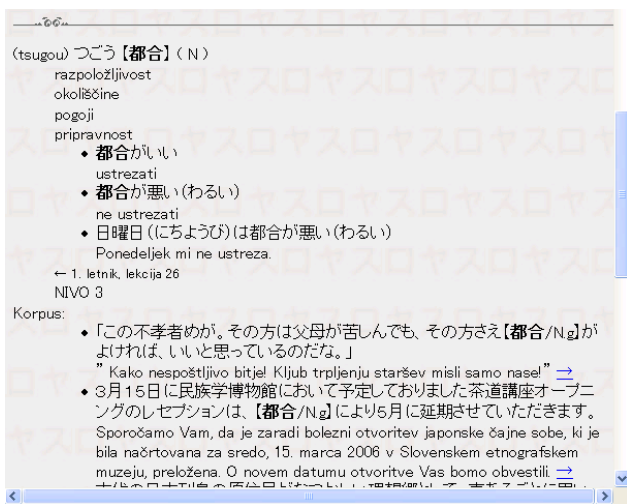 (tsugou) つごう【都合】( N )
razpoložljivost
okoliščine
pogoji
pripravnost
◆ 都合がいい
ustrezati
◆ 都合が悪い(わるい)
ne ustrezati
◆ 日曜日(にちようび)は都合が悪い(わるい)
Ponedeljek mi ne ustreza.
← 1. letnik, lekcija 26
NIVO 3
Korpus:
◆ 「この不孝者めが。その方は父母が苦しんでも、その方さえ【都合/N.g】が
よければ、いいと思っているのだな。」
" Kako nespoštljivo bitje! Kljub trpljenju staršev misli samo nase!" →
◆ 3月15日に民族学博物館において予定しておりました茶道講座オープニ
ングのレセプションは、【都合/N.g】により5月に延期させていただきます。
Sporočamo Vam, da je zaradi bolezni otvoritev japonske čajne sobe, ki je
bila načrtovana za sredo, 15. marca 2006 v Slovenskem etnografskem
muzeju, preložena. O novem datumu otvoritve Vas bomo obvestili. →